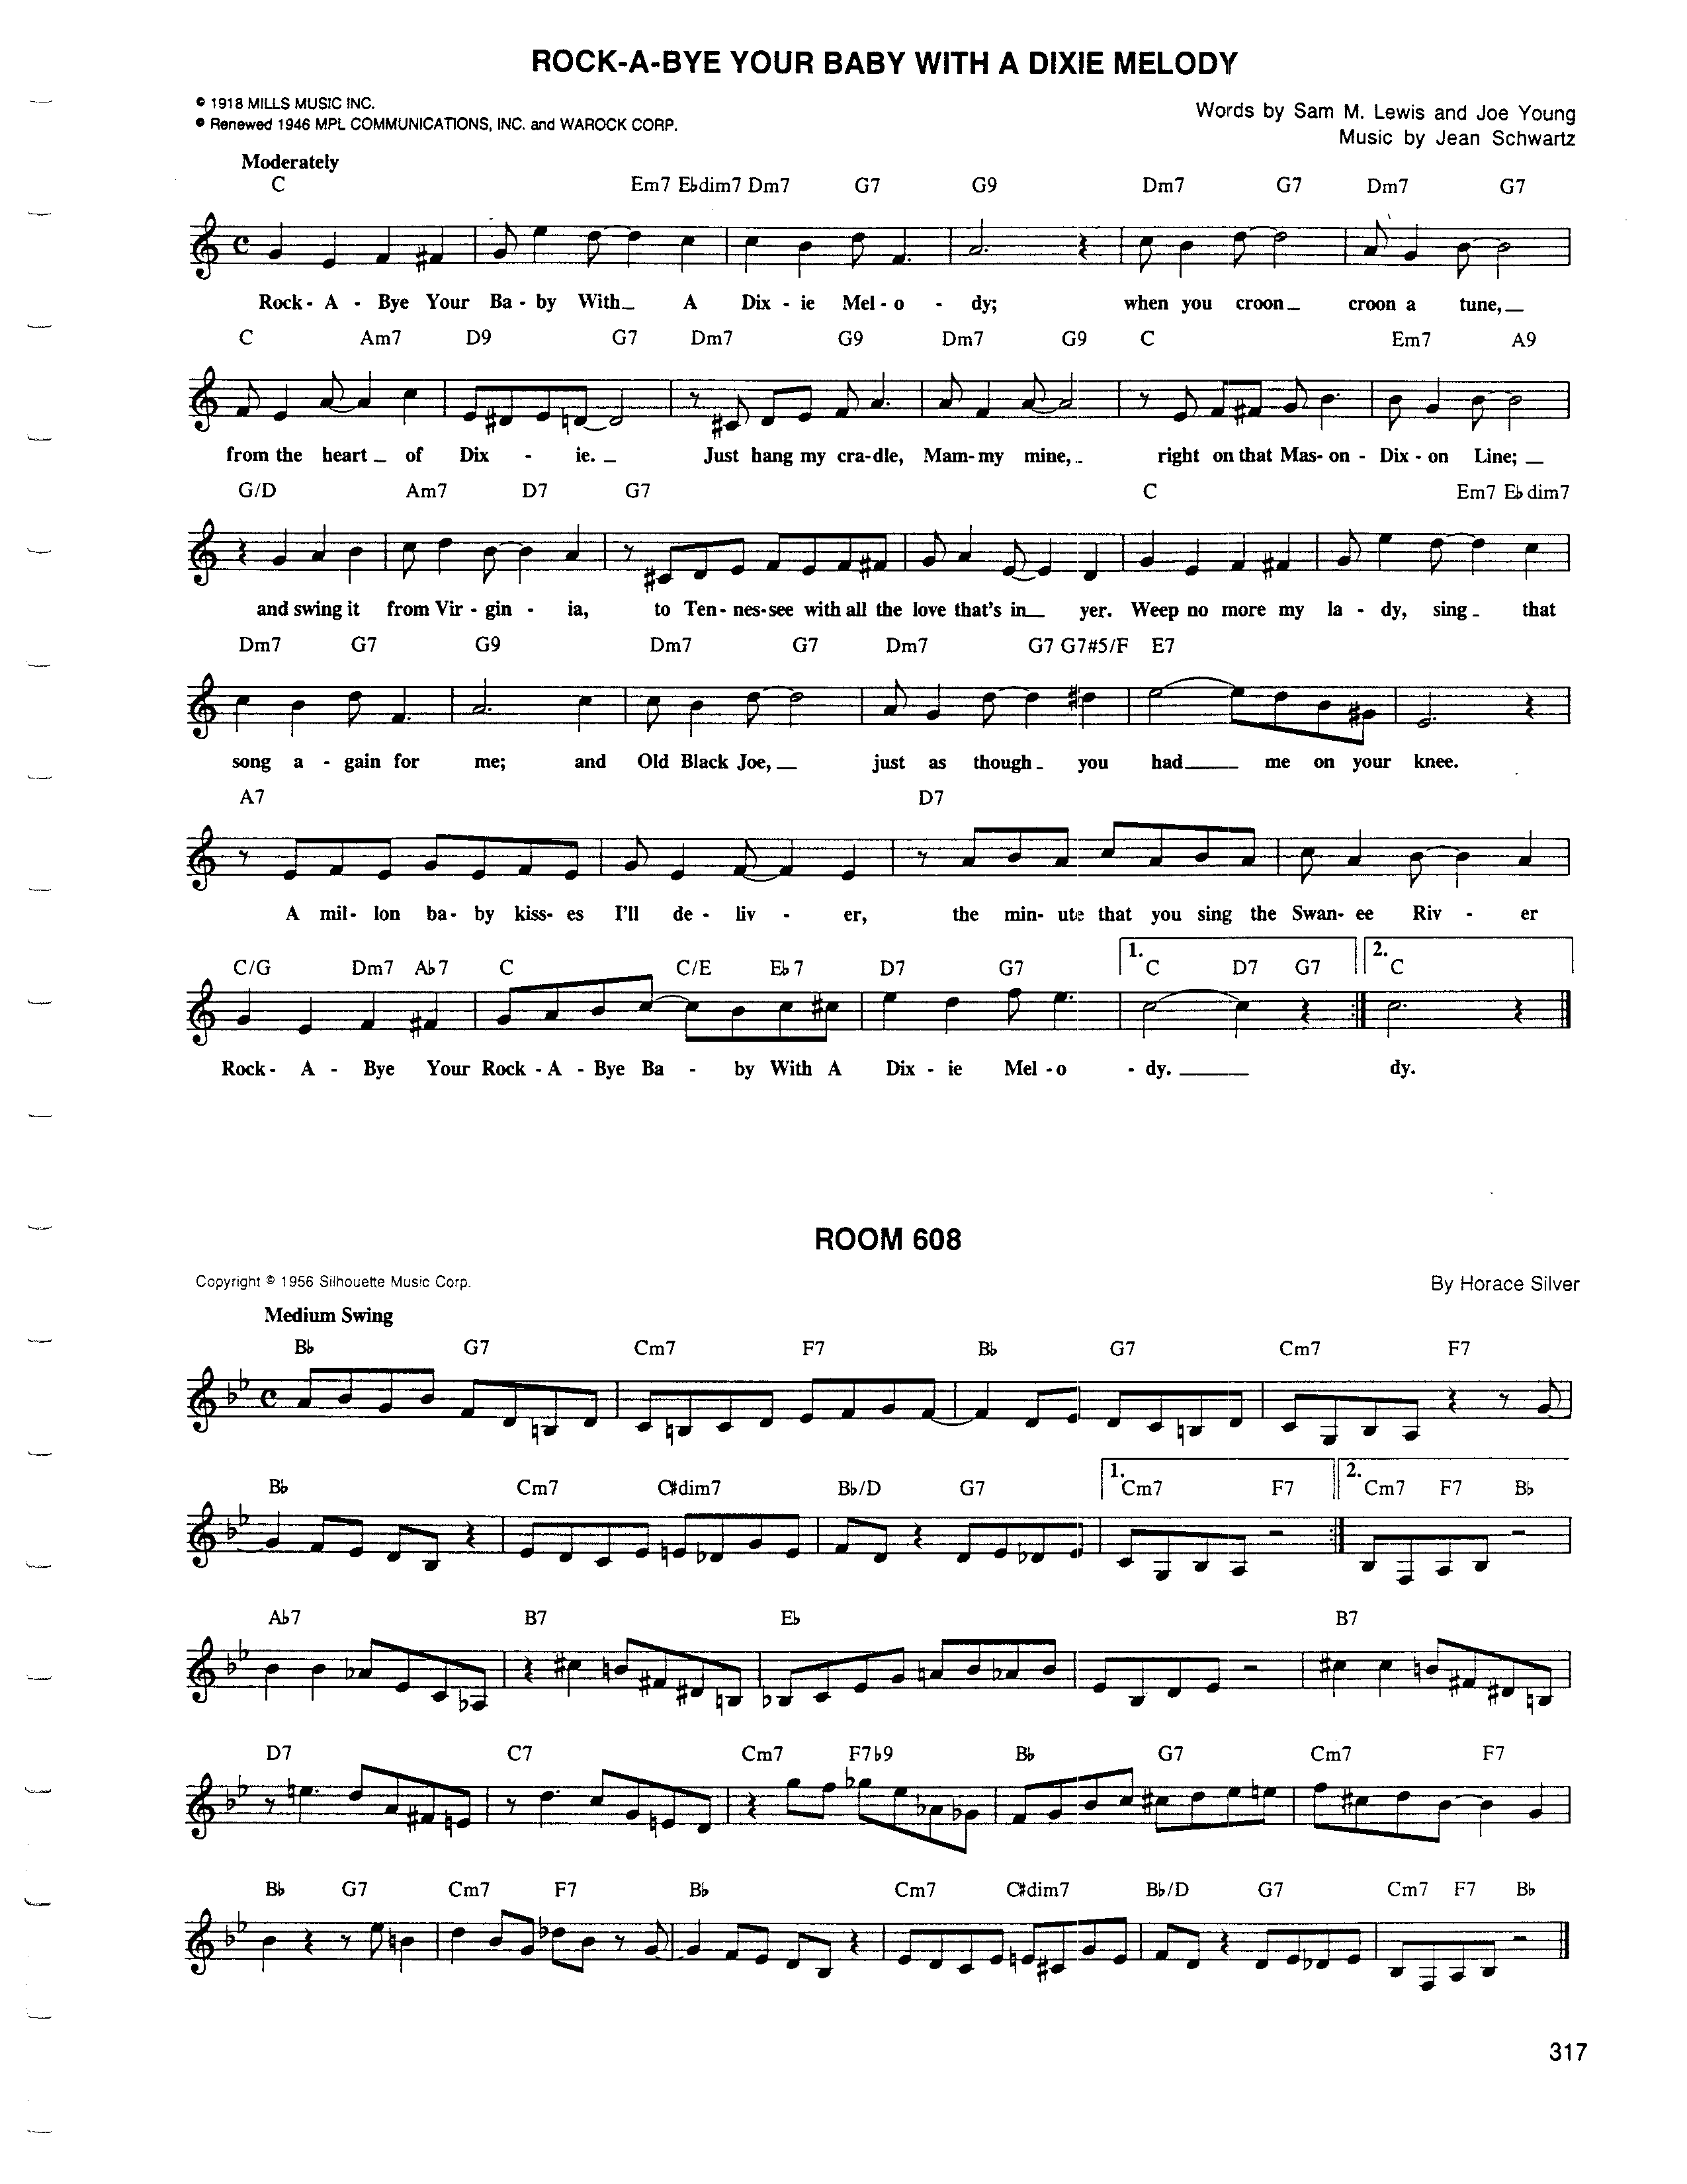 ROCK-A-BYE YOUR BABY WITH A DIXIE MELODY
© 1918 MILLS MUSIC INC.
© Renewed 1946 MPL COMMUNICATIONS, INC. and WAROCK CORP.
Words by Sam M. Lewis and Joe Young
Music by Jean Schwartz
Moderately
C Em7 E♭dim7 Dm7 G7 G9 Dm7 G7 Dm7 G7
Rock - A - Bye Your Ba - by With_ A Dix - ie Mel - o - dy; when you croon_ croon a tune,_
C Am7 D9 G7 Dm7 G9 Dm7 G9 C Em7 A9
from the heart_ of Dix - ie._ Just hang my cra-dle, Mam-my mine,_ right on that Mas-on - Dix - on Line;_
G/D Am7 D7 G7 C Em7 E♭dim7
and swing it from Vir - gin - ia, to Ten - nes-see with all the love that's in_ yer. Weep no more my la - dy, sing_ that
Dm7 G7 G9 Dm7 G7 Dm7 G7 G7#5/F E7
song a - gain for me; and Old Black Joe,_ just as though_ you had_ me on your knee.
A7 D7
A mil - lon ba - by kiss- es I'll de - liv - er, the min- ute that you sing the Swan- ee Riv - er
C/G Dm7 A♭7 C C/E E♭7 D7 G7 1. C D7 G7 2. C
Rock - A - Bye Your Rock - A - Bye Ba - by With A Dix - ie Mel - o - dy._ dy.
ROOM 608
Copyright © 1956 Silhouette Music Corp.
By Horace Silver
Medium Swing
B♭ G7 Cm7 F7 B♭ G7 Cm7 F7
B♭ Cm7 C#dim7 B♭/D G7 1. Cm7 F7 2. Cm7 F7 B♭
A♭7 B7 E♭ B7
D7 C7 Cm7 F7♭9 B♭ G7 Cm7 F7
B♭ G7 Cm7 F7 B♭ Cm7 C#dim7 B♭/D G7 Cm7 F7 B♭
317